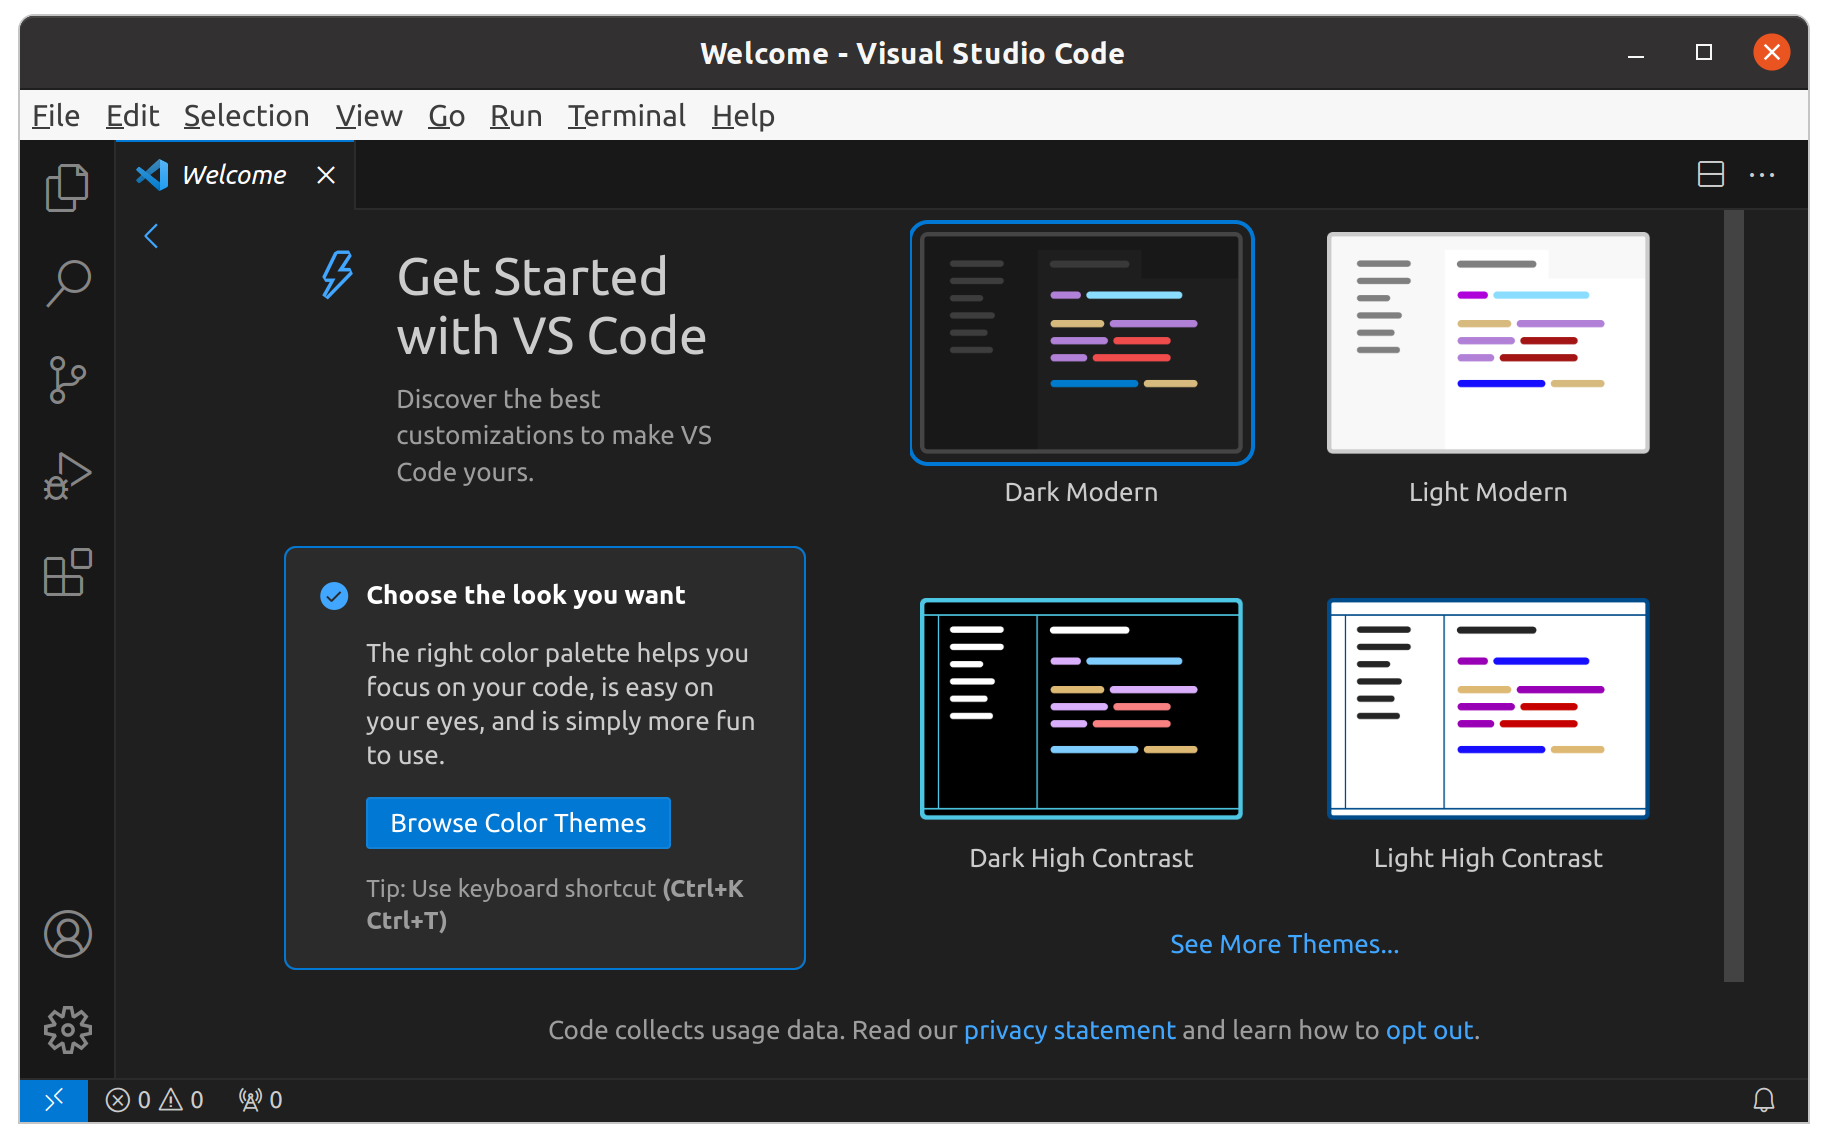 Welcome - Visual Studio Code
File Edit Selection View Go Run Terminal Help
Welcome
Get Started
with VS Code
Discover the best
customizations to make VS
Code yours.
Choose the look you want
The right color palette helps you
focus on your code, is easy on
your eyes, and is simply more fun
to use.
Browse Color Themes
Tip: Use keyboard shortcut (Ctrl+K
Ctrl+T)
Dark Modern
Light Modern
Dark High Contrast
Light High Contrast
See More Themes...
Code collects usage data. Read our privacy statement and learn how to opt out.
0 0 0